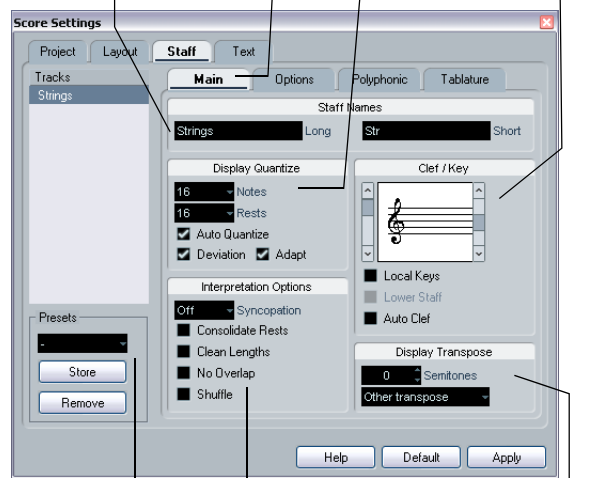 Score Settings
Project Layout Staff Text
Tracks
Strings
Main Options Polyphonic Tablature
Staff Names
Strings Long Str Short
Display Quantize
16 Notes
16 Rests
Auto Quantize
Deviation Adapt
Clef / Key
Local Keys
Lower Staff
Auto Clef
Interpretation Options
Off Syncopation
Consolidate Rests
Clean Lengths
No Overlap
Shuffle
Display Transpose
0 Semitones
Other transpose
Presets
-
Store
Remove
Help Default Apply